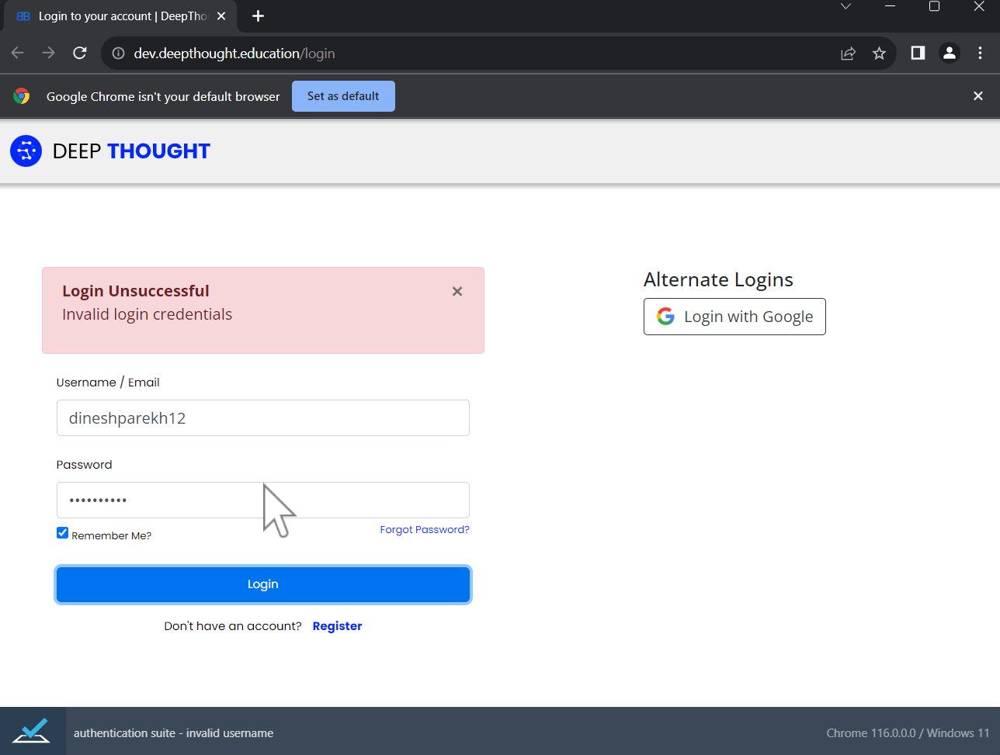 Login to your account | DeepTho
dev.deepthought.education/login
Google Chrome isn't your default browser
Set as default
DEEP THOUGHT
Login Unsuccessful
Invalid login credentials
Username / Email
dineshparekh12
Password
••••••••••
Remember Me?
Forgot Password?
Login
Don't have an account? Register
Alternate Logins
Login with Google
authentication suite - invalid username
Chrome 116.0.0.0 / Windows 11